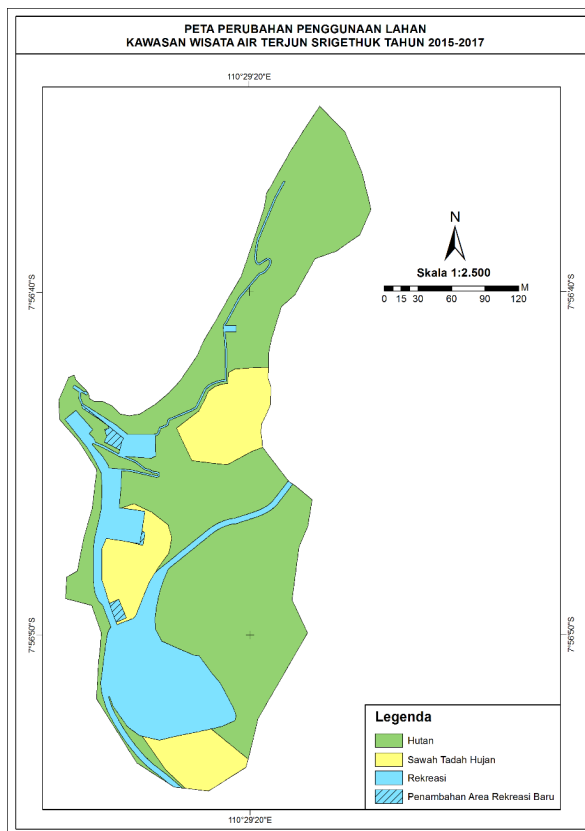 PETA PERUBAHAN PENGGUNAAN LAHAN
KAWASAN WISATA AIR TERJUN SRIGETHUK TAHUN 2015-2017
110°29'20"E
N
Skala 1:2.500
M
0 15 30 60 90 120
7°56'40"S
7°56'40"S
7°56'50"S
7°56'50"S
Legenda
Hutan
Sawah Tadah Hujan
Rekreasi
Penambahan Area Rekreasi Baru
110°29'20"E